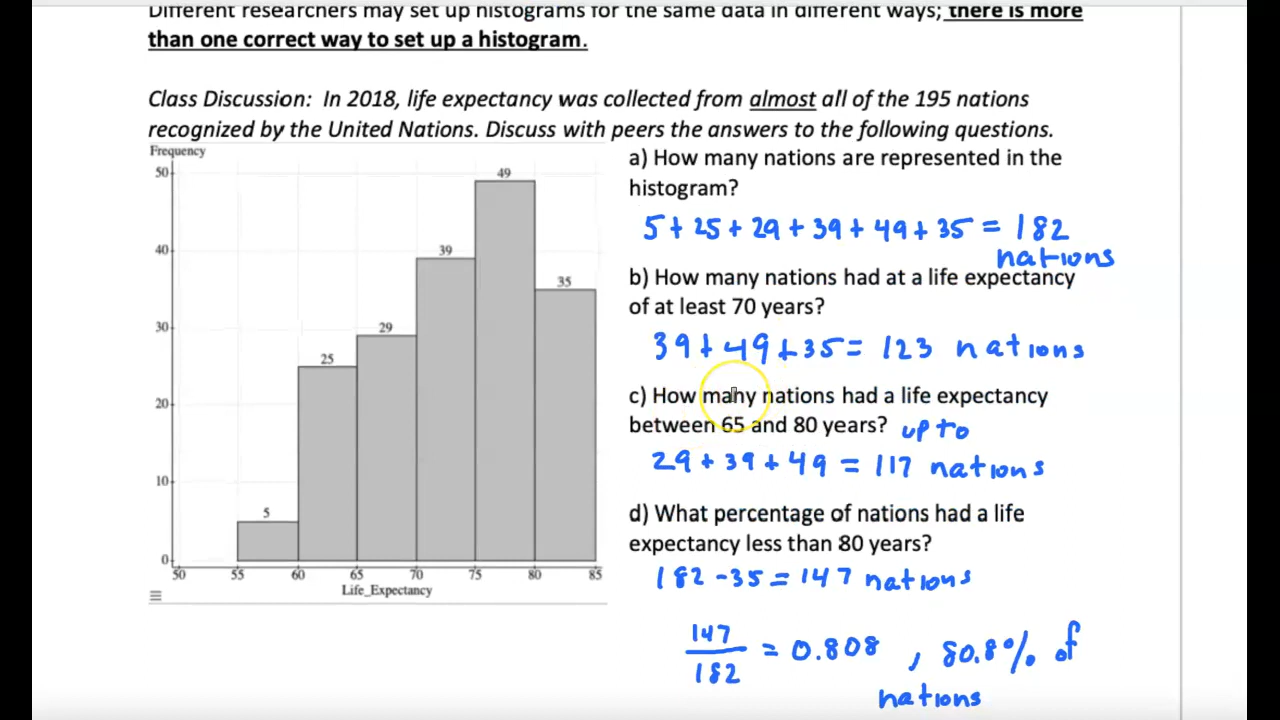 Different researchers may set up histograms for the same data in different ways; there is more
than one correct way to set up a histogram.
Class Discussion: In 2018, life expectancy was collected from almost all of the 195 nations
recognized by the United Nations. Discuss with peers the answers to the following questions.
Frequency
50
40
30
20
10
0
5
25
29
39
49
35
50 55 60 65 70 75 80 85
Life_Expectancy
a) How many nations are represented in the
histogram?
5+25+29+39+49+35 = 182
nations
b) How many nations had at a life expectancy
of at least 70 years?
39+49+35= 123 nations
c) How many nations had a life expectancy
between 65 and 80 years? up to
29+39+49 = 117 nations
d) What percentage of nations had a life
expectancy less than 80 years?
182-35=147 nations
147
182
= 0.808 , 80.8% of
nations